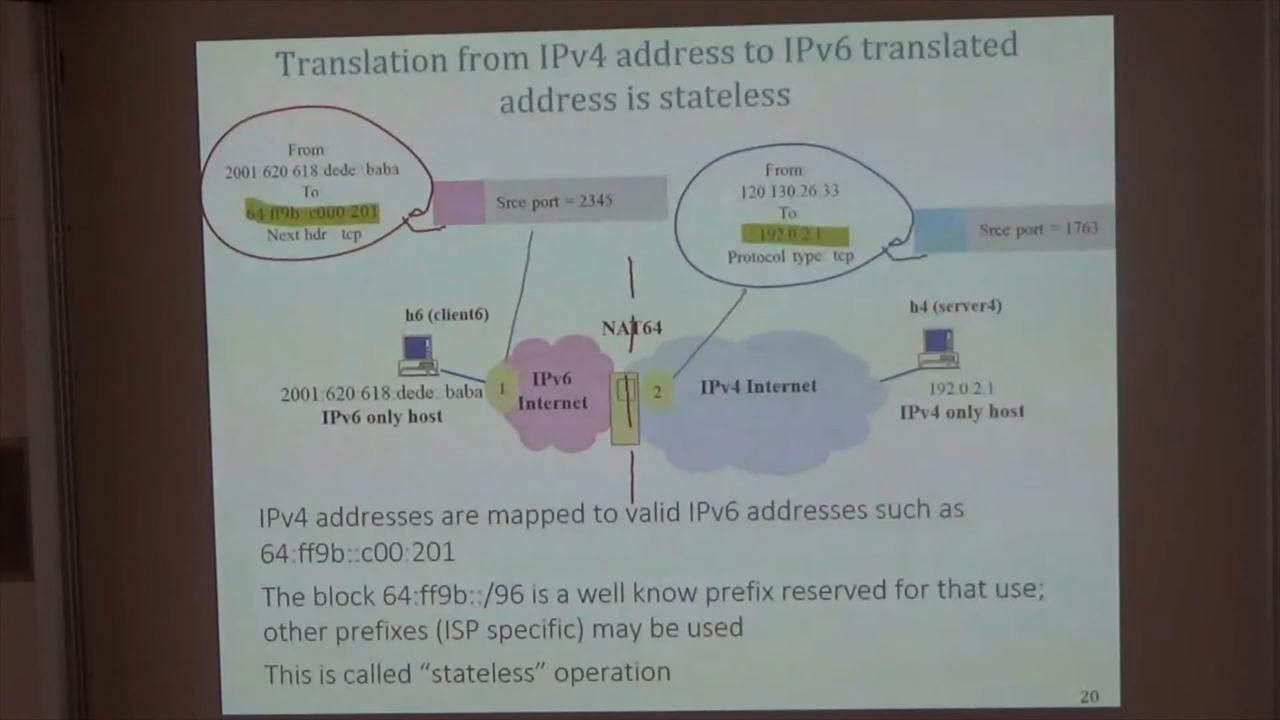 Translation from IPv4 address to IPv6 translated
address is stateless
From
2001 620 618 dede baba
To
64 ff9b c000 201
Next hdr tcp
Srce port = 2345
From
120 130.26.33
To
192.0.2.1
Protocol type tcp
Srce port = 1763
h6 (client6)
NAT64
h4 (server4)
1
IPv6
Internet
2
IPv4 Internet
2001:620:618:dede: baba
IPv6 only host
192.0.2.1
IPv4 only host
IPv4 addresses are mapped to valid IPv6 addresses such as
64:ff9b::c00:201
The block 64:ff9b::/96 is a well know prefix reserved for that use;
other prefixes (ISP specific) may be used
This is called “stateless” operation
20